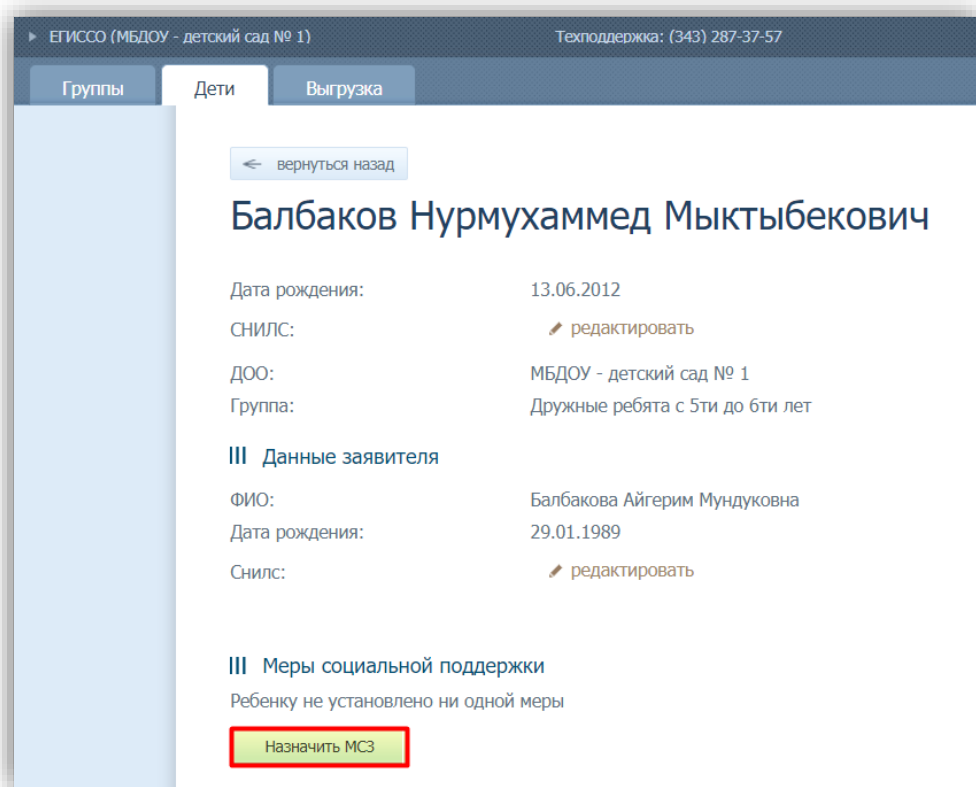 ЕГИССО (МБДОУ - детский сад № 1) Техподдержка: (343) 287-37-57
Группы Дети Выгрузка
вернуться назад
Балбаков Нурмухаммед Мыктыбекович
Дата рождения: 13.06.2012
СНИЛС: редактировать
ДОО: МБДОУ - детский сад № 1
Группа: Дружные ребята с 5ти до 6ти лет
Данные заявителя
ФИО: Балбакова Айгерим Мундуковна
Дата рождения: 29.01.1989
Снилс: редактировать
Меры социальной поддержки
Ребенку не установлено ни одной меры
Назначить МСЗ